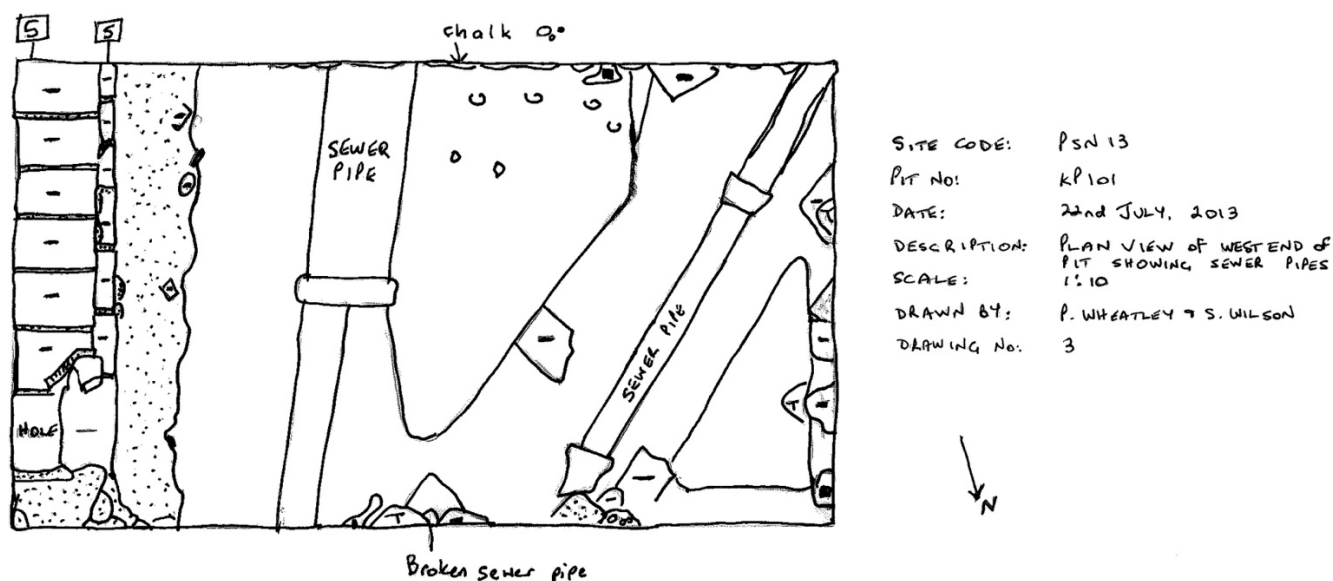 5 5
chalk
SEWER
PIPE
SEWER PIPE
HOLE
T
T
Broken sewer pipe
SITE CODE: PSN 13
PIT NO: KP101
DATE: 22nd JULY, 2013
DESCRIPTION: PLAN VIEW OF WEST END OF
PIT SHOWING SEWER PIPES
SCALE: 1:10
DRAWN BY: P. WHEATLEY & S. WILSON
DRAWING No: 3
N